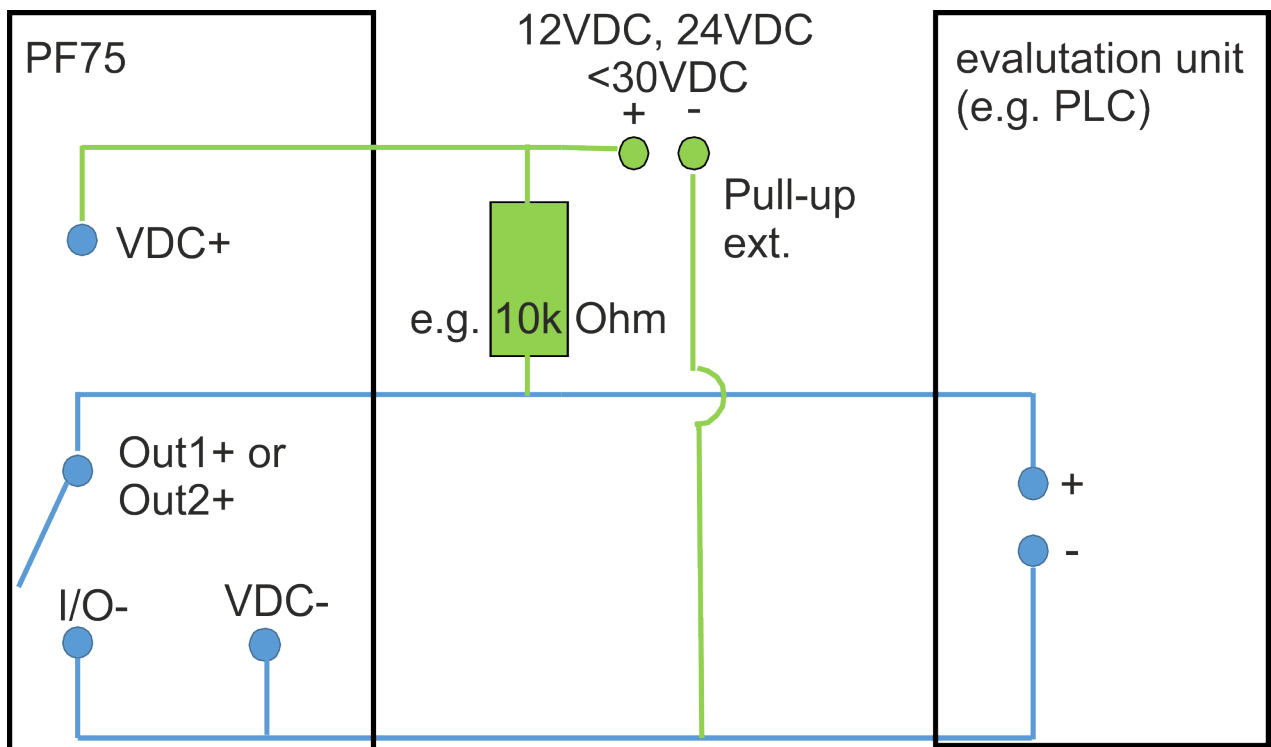 PF75
12VDC, 24VDC
<30VDC
+ -
evalutation unit
(e.g. PLC)
VDC+
Pull-up
ext.
e.g. 10k Ohm
Out1+ or
Out2+
+
-
I/O-
VDC-